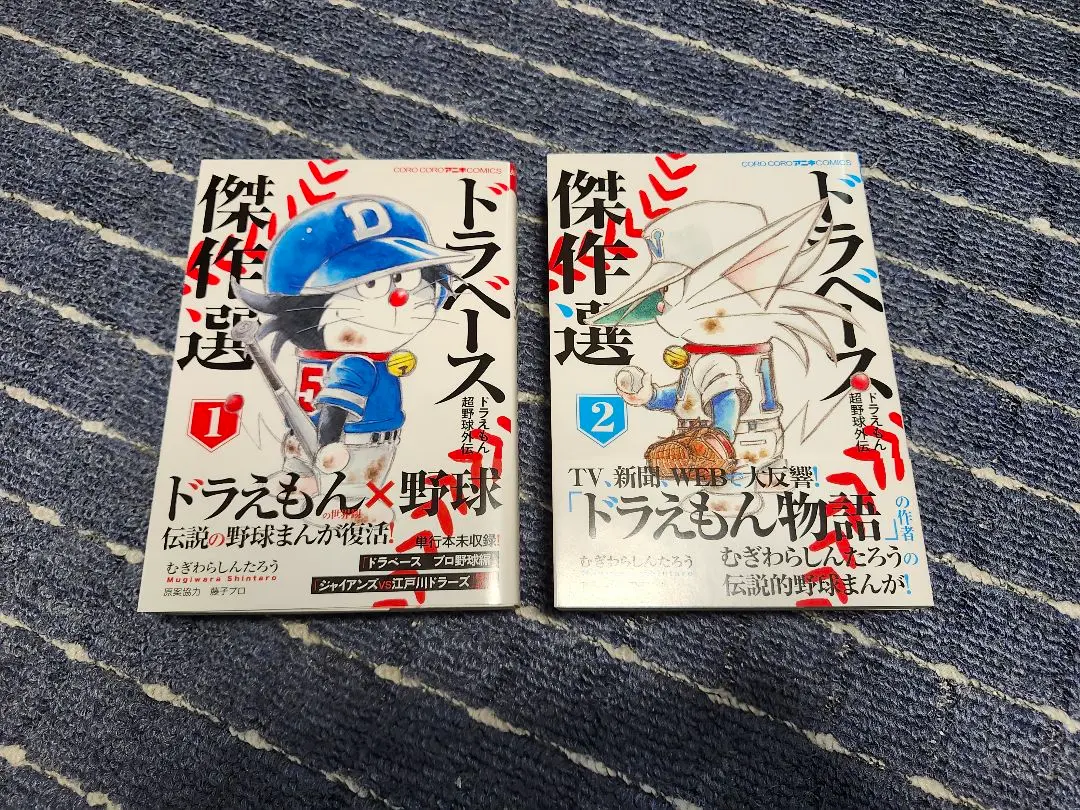 CORO CORO アニキ COMICS
ドラベース
ドラえもん
超野球外伝
傑作選
1
D
5
ドラえもん×野球
の世界観
伝説の野球まんが復活!
単行本未収録!
「ドラベース プロ野球編」
「ジャイアンズVS江戸川ドラーズ
むぎわらしんたろう
Mugiwara Shintaro
原案協力 藤子プロ
CORO CORO アニキ COMICS
ドラベース
ドラえもん
超野球外伝
傑作選
2
TV、新聞、WEBで大反響!
「ドラえもん物語」の作者
むぎわらしんたろうの
伝説的野球まんが!
むぎわらしんたろう